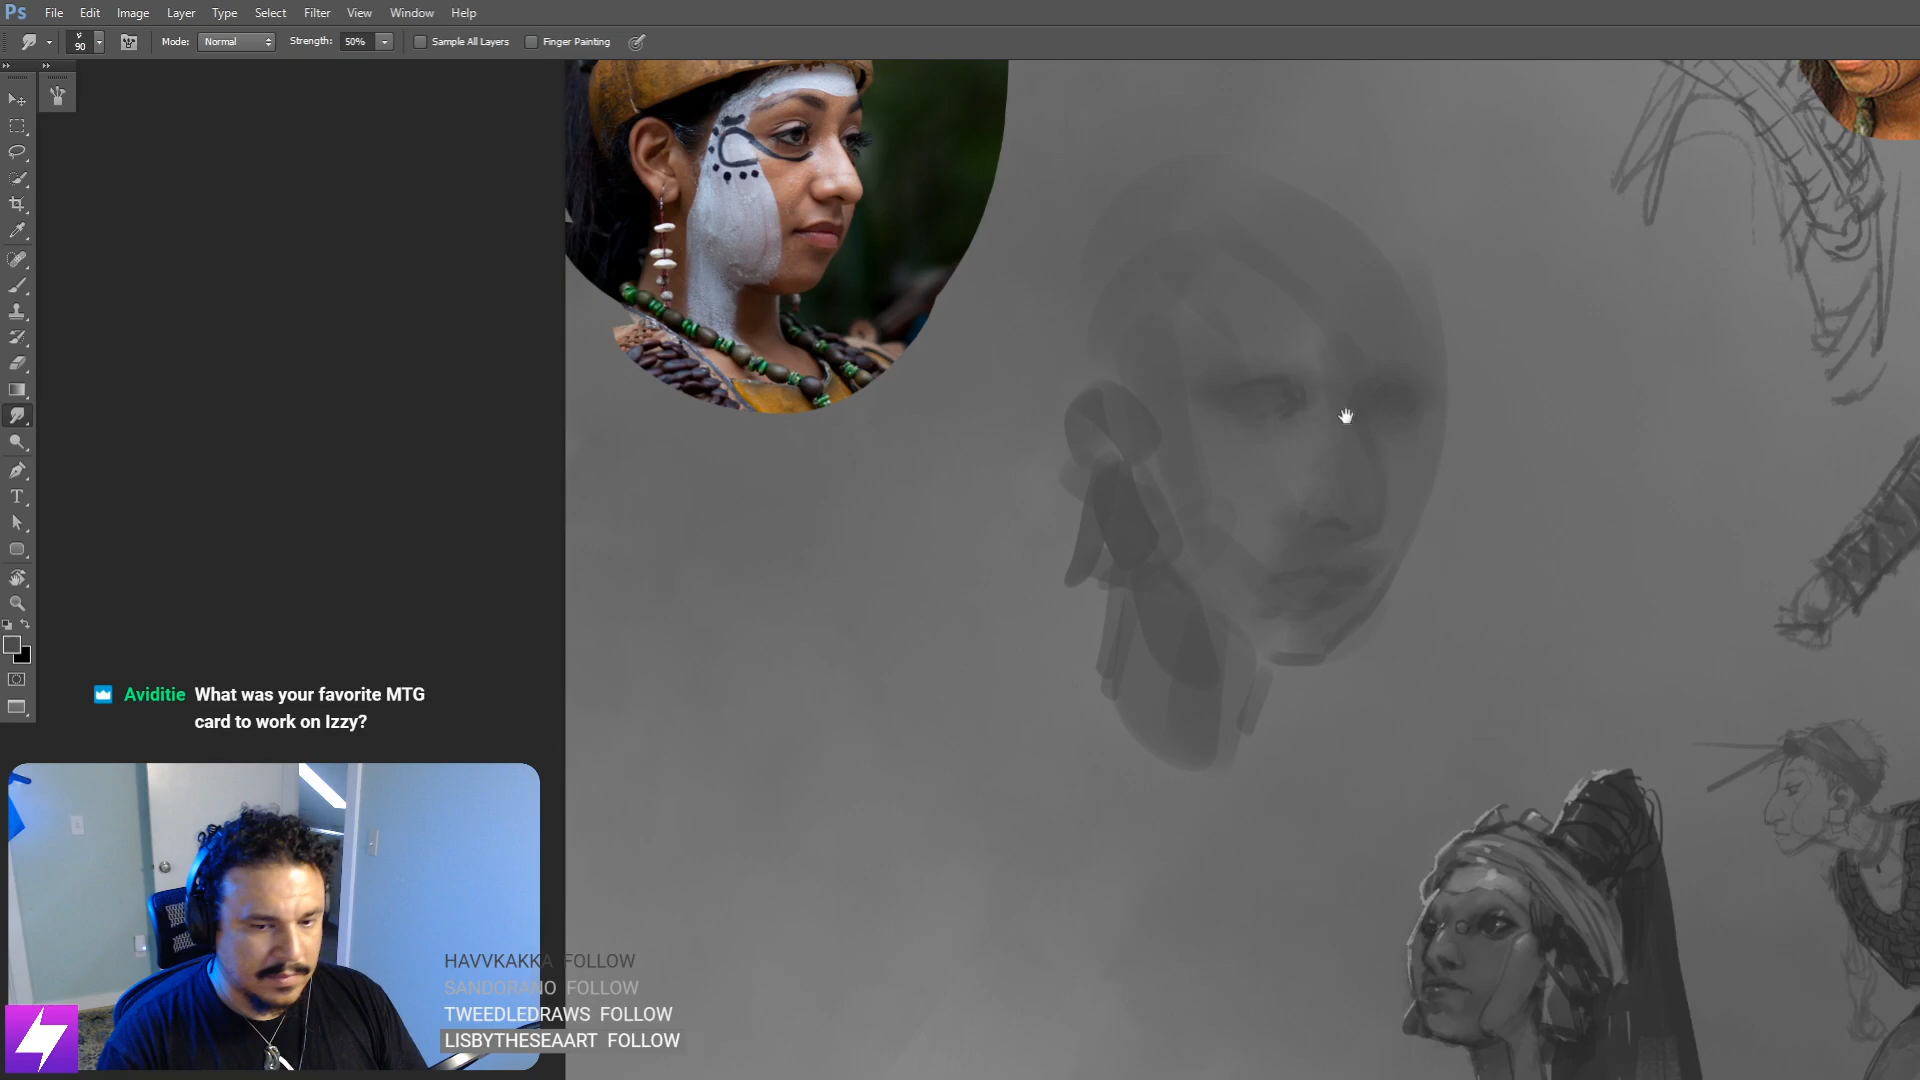 Ps File Edit Image Layer Type Select Filter View Window Help
90 Mode: Normal Strength: 50% Sample All Layers Finger Painting
T
Aviditie What was your favorite MTG
card to work on Izzy?
HAVVKAKKA FOLLOW
SANDORANO FOLLOW
TWEEDLEDRAWS FOLLOW
LISBYTHESEAART FOLLOW